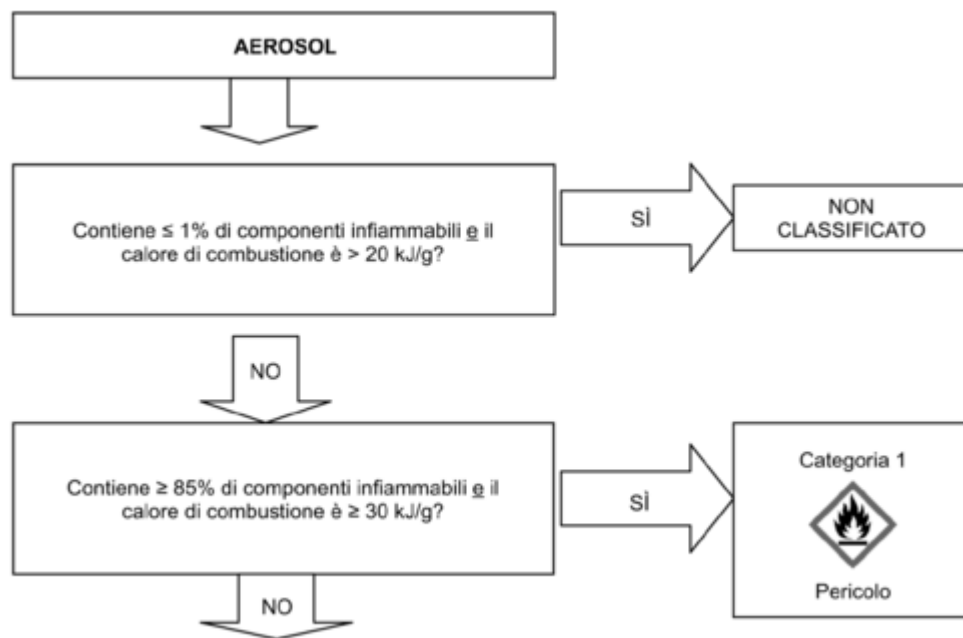 AEROSOL
Contiene ≤ 1% di componenti infiammabili e il
calore di combustione è > 20 kJ/g?
SÌ
NON
CLASSIFICATO
NO
Contiene ≥ 85% di componenti infiammabili e il
calore di combustione è ≥ 30 kJ/g?
SÌ
Categoria 1
Pericolo
NO